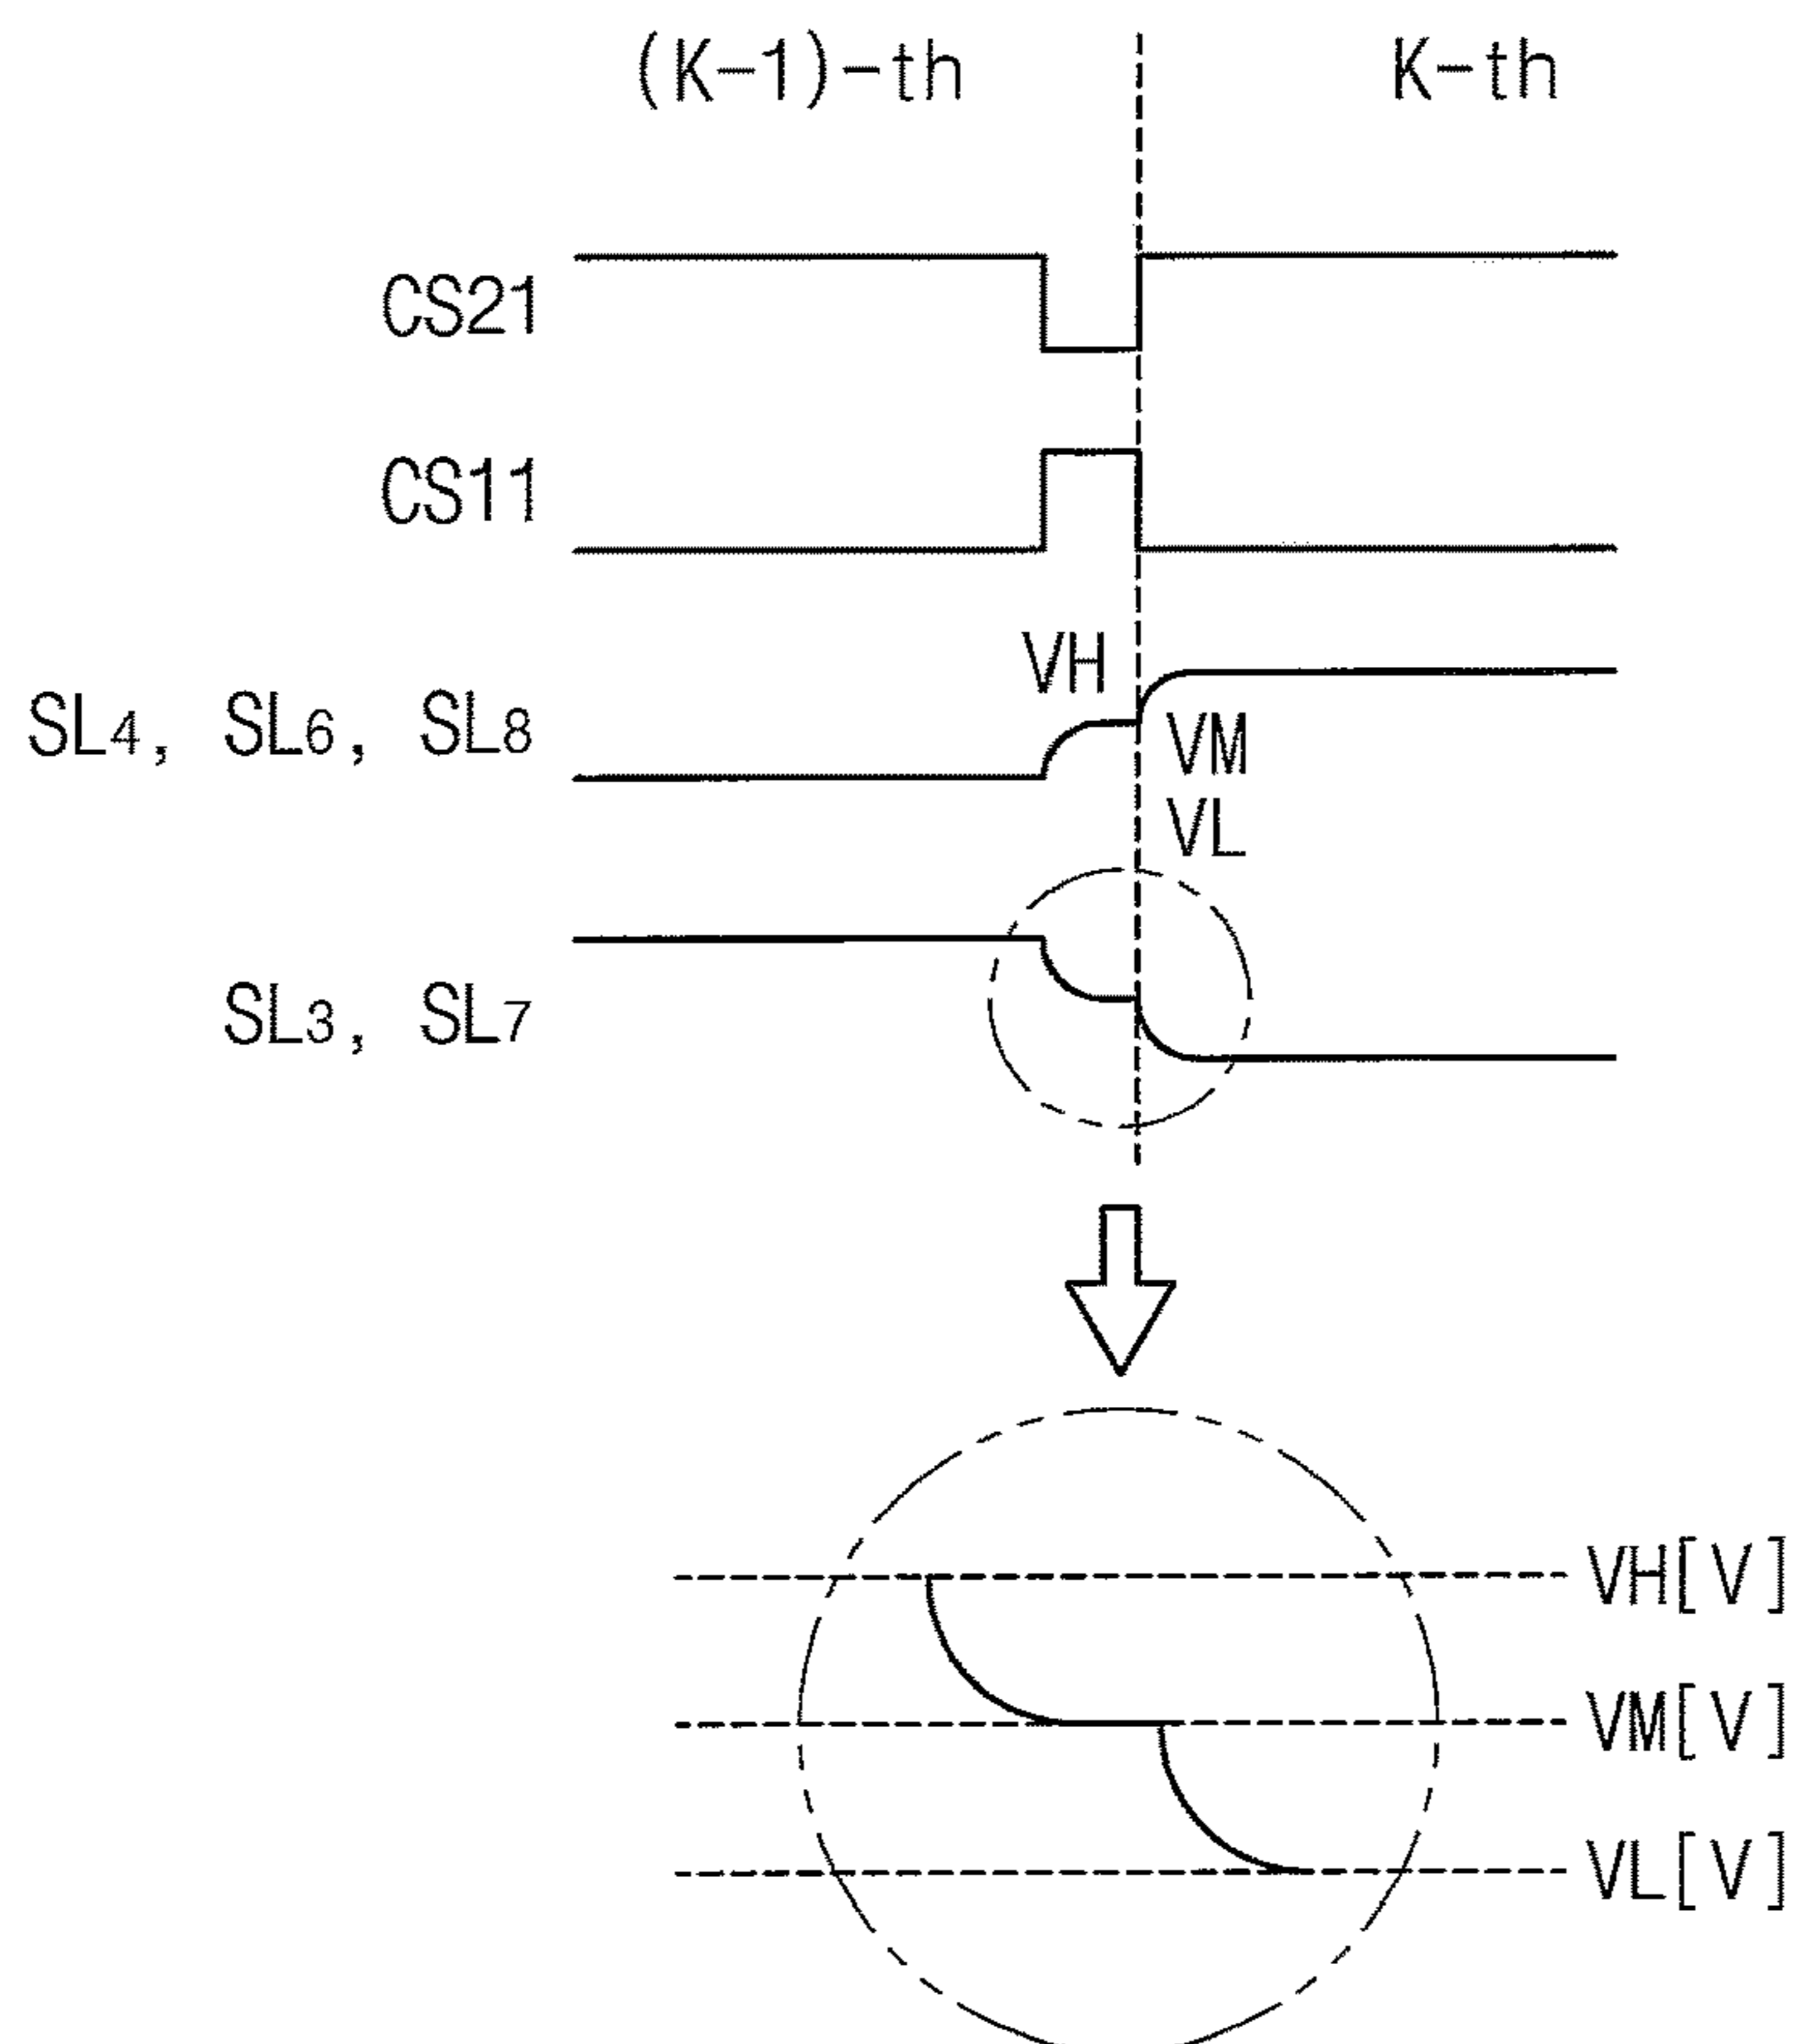 (K-1)-th K-th
CS21
CS11
VH
SL4, SL6, SL8
VM
VL
SL3, SL7
VH[V]
VM[V]
VL[V]